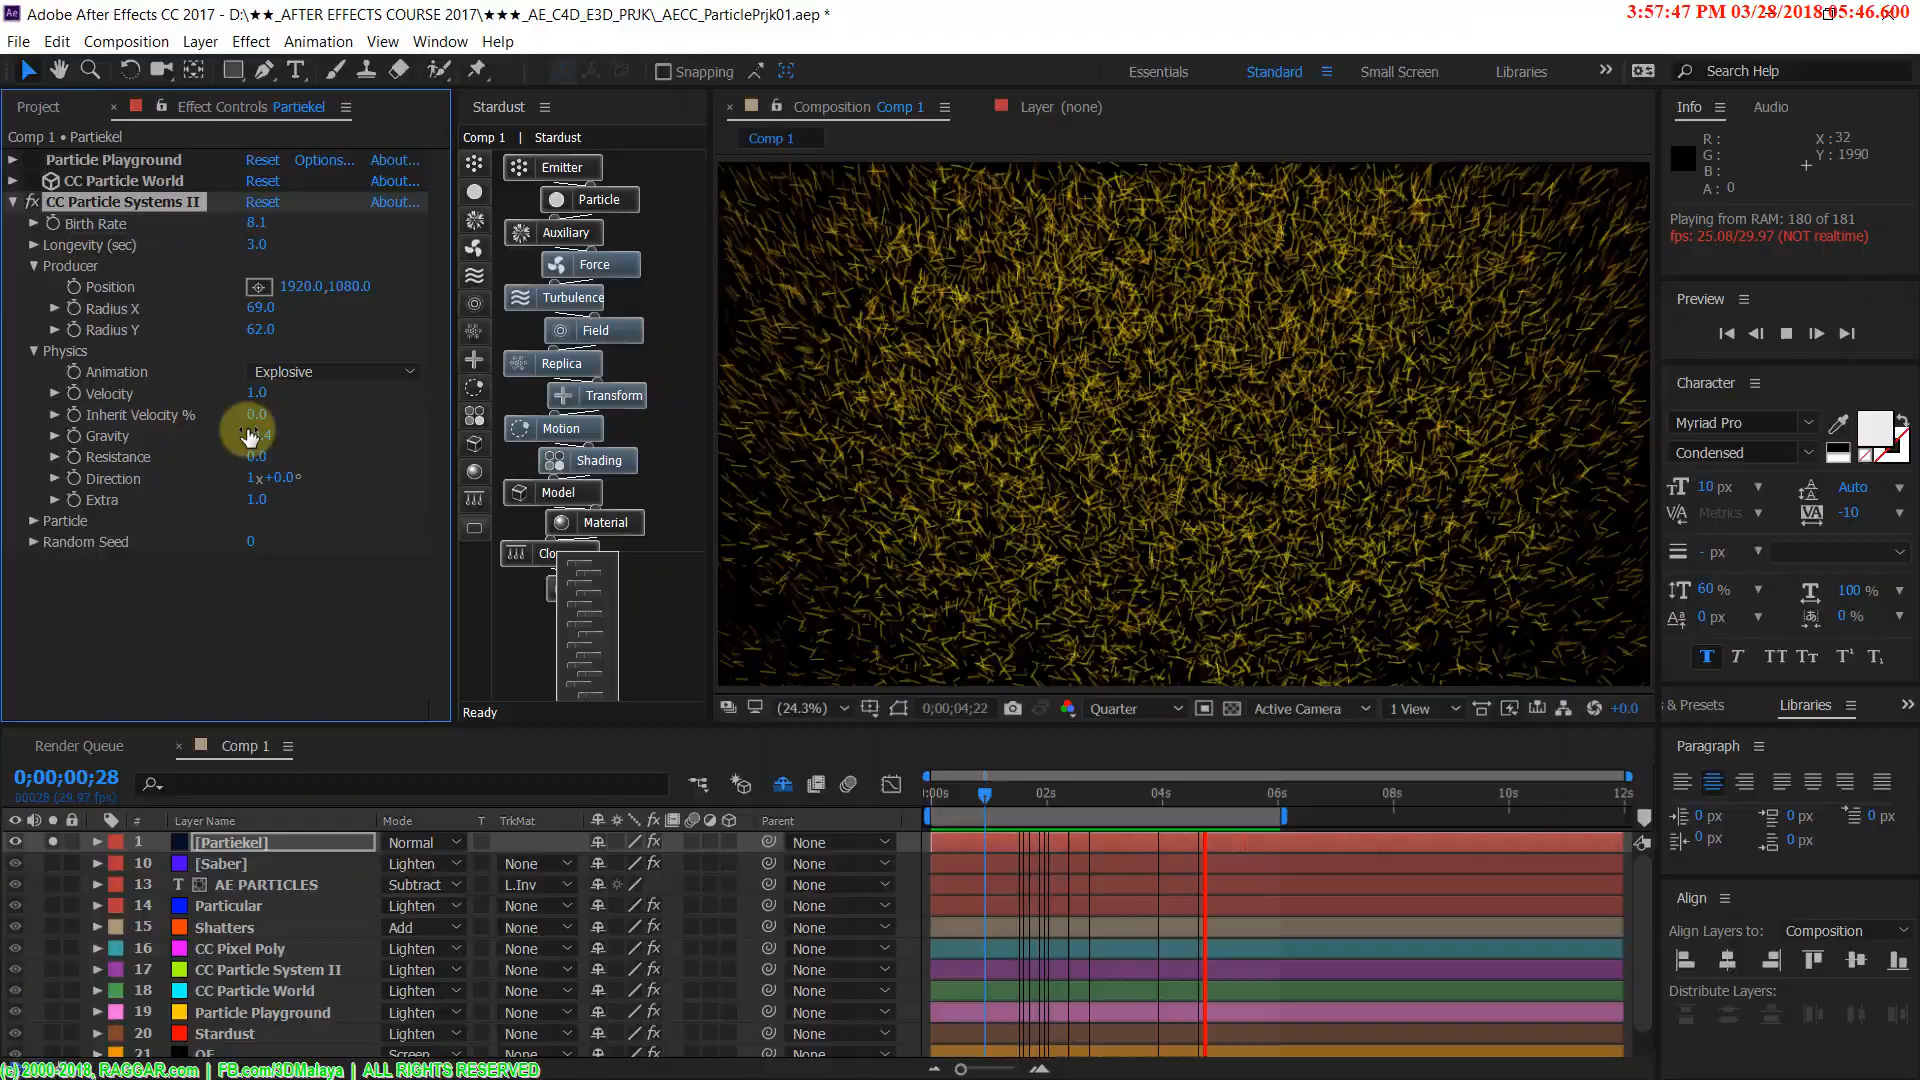 Adobe After Effects CC 2017 - D:\★★_AFTER EFFECTS COURSE 2017\★★★_AE_C4D_E3D_PRJK\_AECC_ParticlePrjk01.aep *
3:57:47 PM 03/28/2018
05:46.600
File Edit Composition Layer Effect Animation View Window Help
Snapping
Essentials Standard Small Screen Libraries
Search Help
Project
Effect Controls Partiekel
Comp 1 • Partiekel
Particle Playground Reset Options... About...
CC Particle World Reset About...
fx CC Particle Systems II Reset About...
Birth Rate 8.1
Longevity (sec) 3.0
Producer
Position 1920.0,1080.0
Radius X 69.0
Radius Y 62.0
Physics
Animation Explosive
Velocity 1.0
Inherit Velocity % 0.0
Gravity
Resistance 0.0
Direction 1x+0.0°
Extra 1.0
Particle
Random Seed 0
Stardust
Comp 1 | Stardust
Emitter
Particle
Auxiliary
Force
Turbulence
Field
Replica
Transform
Motion
Shading
Model
Material
Clo
Ready
Composition Comp 1
Layer (none)
Comp 1
(24.3%) 0;00;04;22 Quarter Active Camera 1 View +0.0
Info Audio
R :
G :
B :
A : 0
X : 32
Y : 1990
Playing from RAM: 180 of 181
fps: 25.08/29.97 (NOT realtime)
Preview
Character
Myriad Pro
Condensed
10 px Auto
Metrics -10
- px
60 % 100 %
0 px 0 %
T T TT Tt T¹ T₁
s & Presets Libraries
Paragraph
0 px 0 px 0 px
0 px 0 px
Align
Align Layers to: Composition
Distribute Layers:
Render Queue
Comp 1
0;00;00;28
00028 (29.97 fps)
:00s 02s 04s 06s 08s 10s 12s
# Layer Name Mode T TrkMat Parent
1 [Partiekel] Normal None
10 [Saber] Lighten None None
13 T AE PARTICLES Subtract L.Inv None
14 Particular Lighten None None
15 Shatters Add None None
16 CC Pixel Poly Lighten None None
17 CC Particle System II Lighten None None
18 CC Particle World Lighten None None
19 Particle Playground Lighten None None
20 Stardust Lighten None None
21 OF Screen None None
(c) 2000-2018, RAGGAR.com | FB.com/3DMalaya | ALL RIGHTS RESERVED